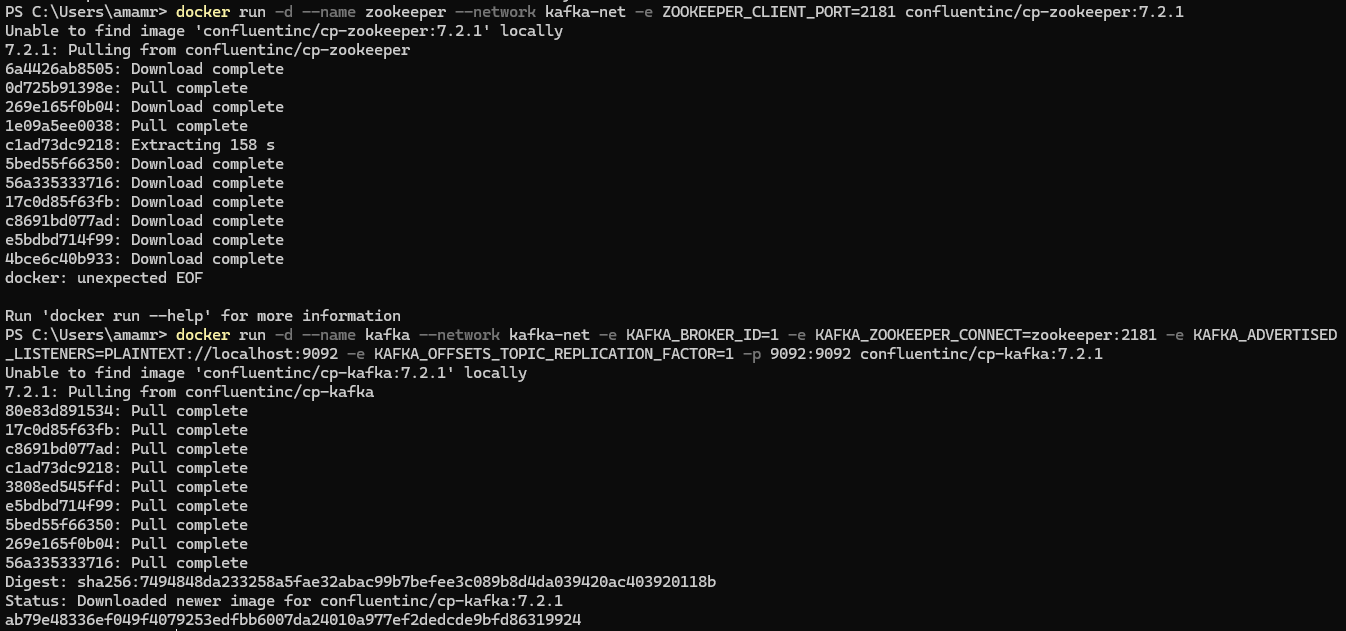 PS C:\Users\amamr> docker run -d --name zookeeper --network kafka-net -e ZOOKEEPER_CLIENT_PORT=2181 confluentinc/cp-zookeeper:7.2.1
Unable to find image 'confluentinc/cp-zookeeper:7.2.1' locally
7.2.1: Pulling from confluentinc/cp-zookeeper
6a4426ab8505: Download complete
0d725b91398e: Pull complete
269e165f0b04: Download complete
1e09a5ee0038: Pull complete
c1ad73dc9218: Extracting 158 s
5bed55f66350: Download complete
56a335333716: Download complete
17c0d85f63fb: Download complete
c8691bd077ad: Download complete
e5bdbd714f99: Download complete
4bce6c40b933: Download complete
docker: unexpected EOF
Run 'docker run --help' for more information
PS C:\Users\amamr> docker run -d --name kafka --network kafka-net -e KAFKA_BROKER_ID=1 -e KAFKA_ZOOKEEPER_CONNECT=zookeeper:2181 -e KAFKA_ADVERTISED
_LISTENERS=PLAINTEXT://localhost:9092 -e KAFKA_OFFSETS_TOPIC_REPLICATION_FACTOR=1 -p 9092:9092 confluentinc/cp-kafka:7.2.1
Unable to find image 'confluentinc/cp-kafka:7.2.1' locally
7.2.1: Pulling from confluentinc/cp-kafka
80e83d891534: Pull complete
17c0d85f63fb: Pull complete
c8691bd077ad: Pull complete
c1ad73dc9218: Pull complete
3808ed545ffd: Pull complete
e5bdbd714f99: Pull complete
5bed55f66350: Pull complete
269e165f0b04: Pull complete
56a335333716: Pull complete
Digest: sha256:7494848da233258a5fae32abac99b7befee3c089b8d4da039420ac403920118b
Status: Downloaded newer image for confluentinc/cp-kafka:7.2.1
ab79e48336ef049f4079253edfbb6007da24010a977ef2dedcde9bfd86319924